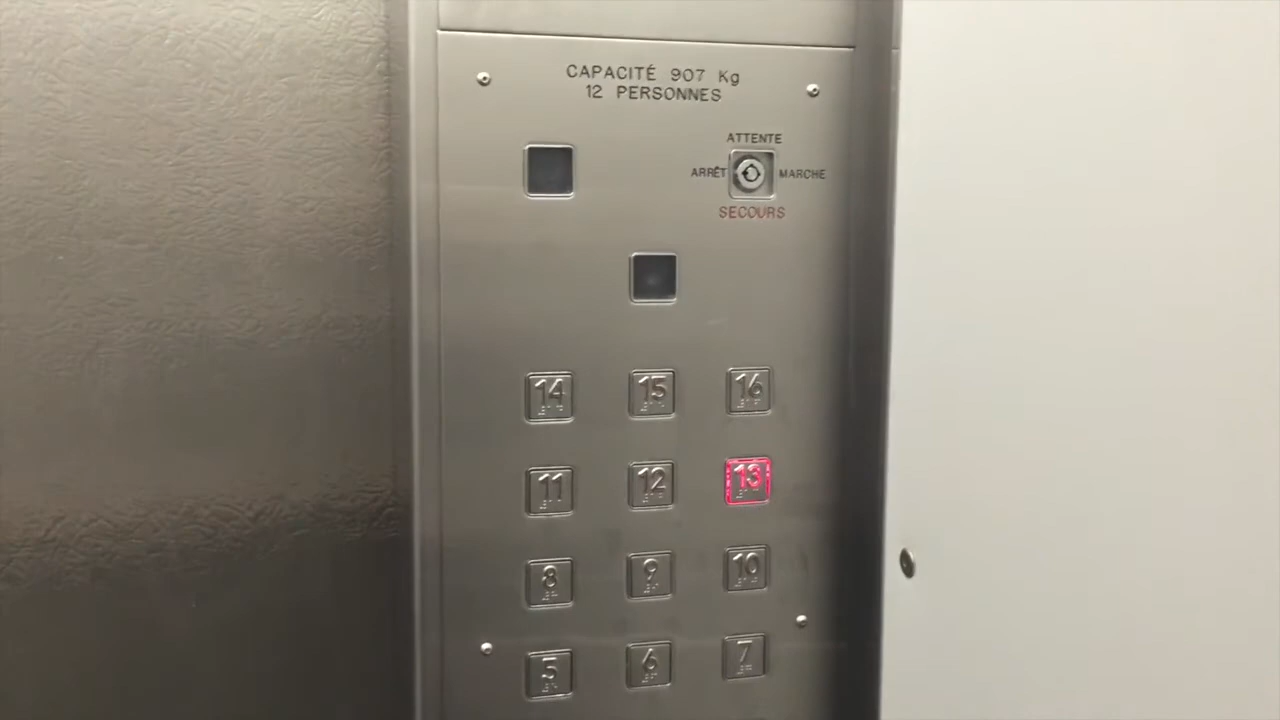 CAPACITÉ 907 Kg
12 PERSONNES
ATTENTE
ARRÊT MARCHE
SECOURS
14 15 16
11 12 13
8 9 10
5 6 7